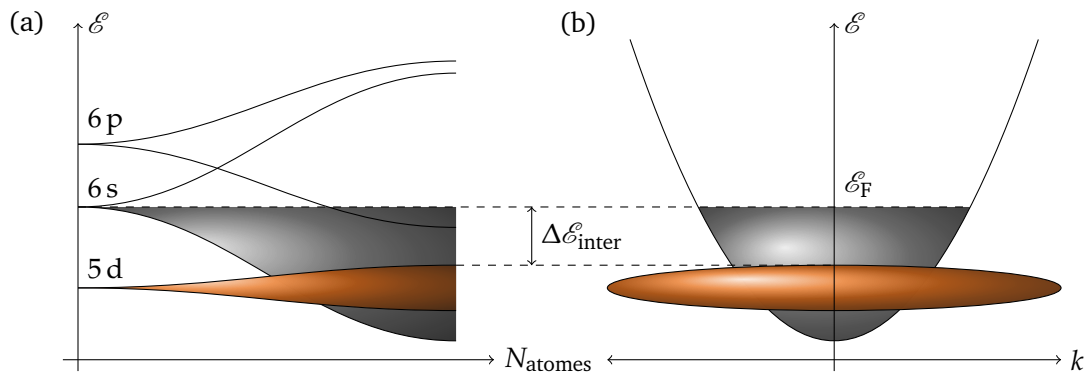 (a)
ℰ
6 p
6 s
5 d
N_atomes
Δℰ_inter
(b)
ℰ
ℰ_F
k